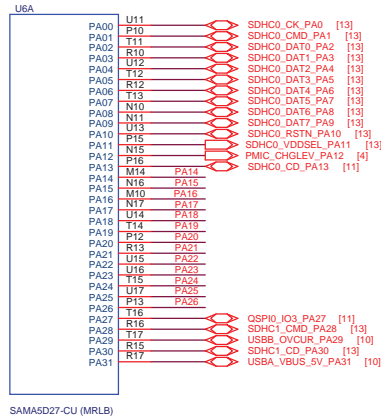 U6A
PA00 U11 SDHC0_CK_PA0 [13]
PA01 P10 SDHC0_CMD_PA1 [13]
PA02 T11 SDHC0_DAT0_PA2 [13]
PA03 R10 SDHC0_DAT1_PA3 [13]
PA04 U12 SDHC0_DAT2_PA4 [13]
PA05 T12 SDHC0_DAT3_PA5 [13]
PA06 R12 SDHC0_DAT4_PA6 [13]
PA07 T13 SDHC0_DAT5_PA7 [13]
PA08 N10 SDHC0_DAT6_PA8 [13]
PA09 N11 SDHC0_DAT7_PA9 [13]
PA10 U13 SDHC0_RSTN_PA10 [13]
PA11 P15 SDHC0_VDDSEL_PA11 [13]
PA12 N15 PMIC_CHGLEV_PA12 [4]
PA13 P16 SDHC0_CD_PA13 [11]
PA14 M14 PA14
PA15 N16 PA15
PA16 M10 PA16
PA17 N17 PA17
PA18 U14 PA18
PA19 T14 PA19
PA20 P12 PA20
PA21 R13 PA21
PA22 U15 PA22
PA23 U16 PA23
PA24 T15 PA24
PA25 U17 PA25
PA26 P13 PA26
PA27 T16 QSPI0_IO3_PA27 [11]
PA28 R16 SDHC1_CMD_PA28 [13]
PA29 T17 USBB_OVCUR_PA29 [10]
PA30 R15 SDHC1_CD_PA30 [13]
PA31 R17 USBA_VBUS_5V_PA31 [10]
SAMA5D27-CU (MRLB)